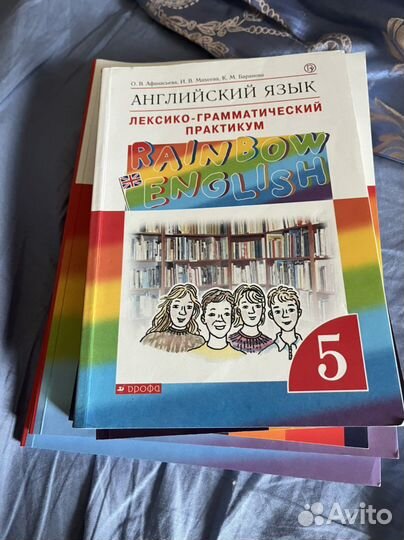 О. В. Афанасьева, И. В. Михеева, К. М. Баранова
АНГЛИЙСКИЙ ЯЗЫК
ЛЕКСИКО-ГРАММАТИЧЕСКИЙ
ПРАКТИКУМ
RAINBOW
ENGLISH
5
ДРОФА
Avito